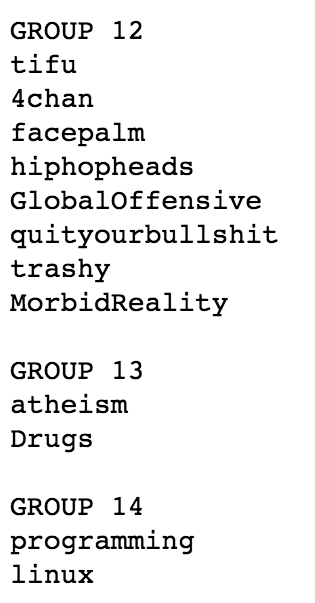 GROUP 12
tifu
4chan
facepalm
hiphopheads
GlobalOffensive
quityourbullshit
trashy
MorbidReality
GROUP 13
atheism
Drugs
GROUP 14
programming
linux